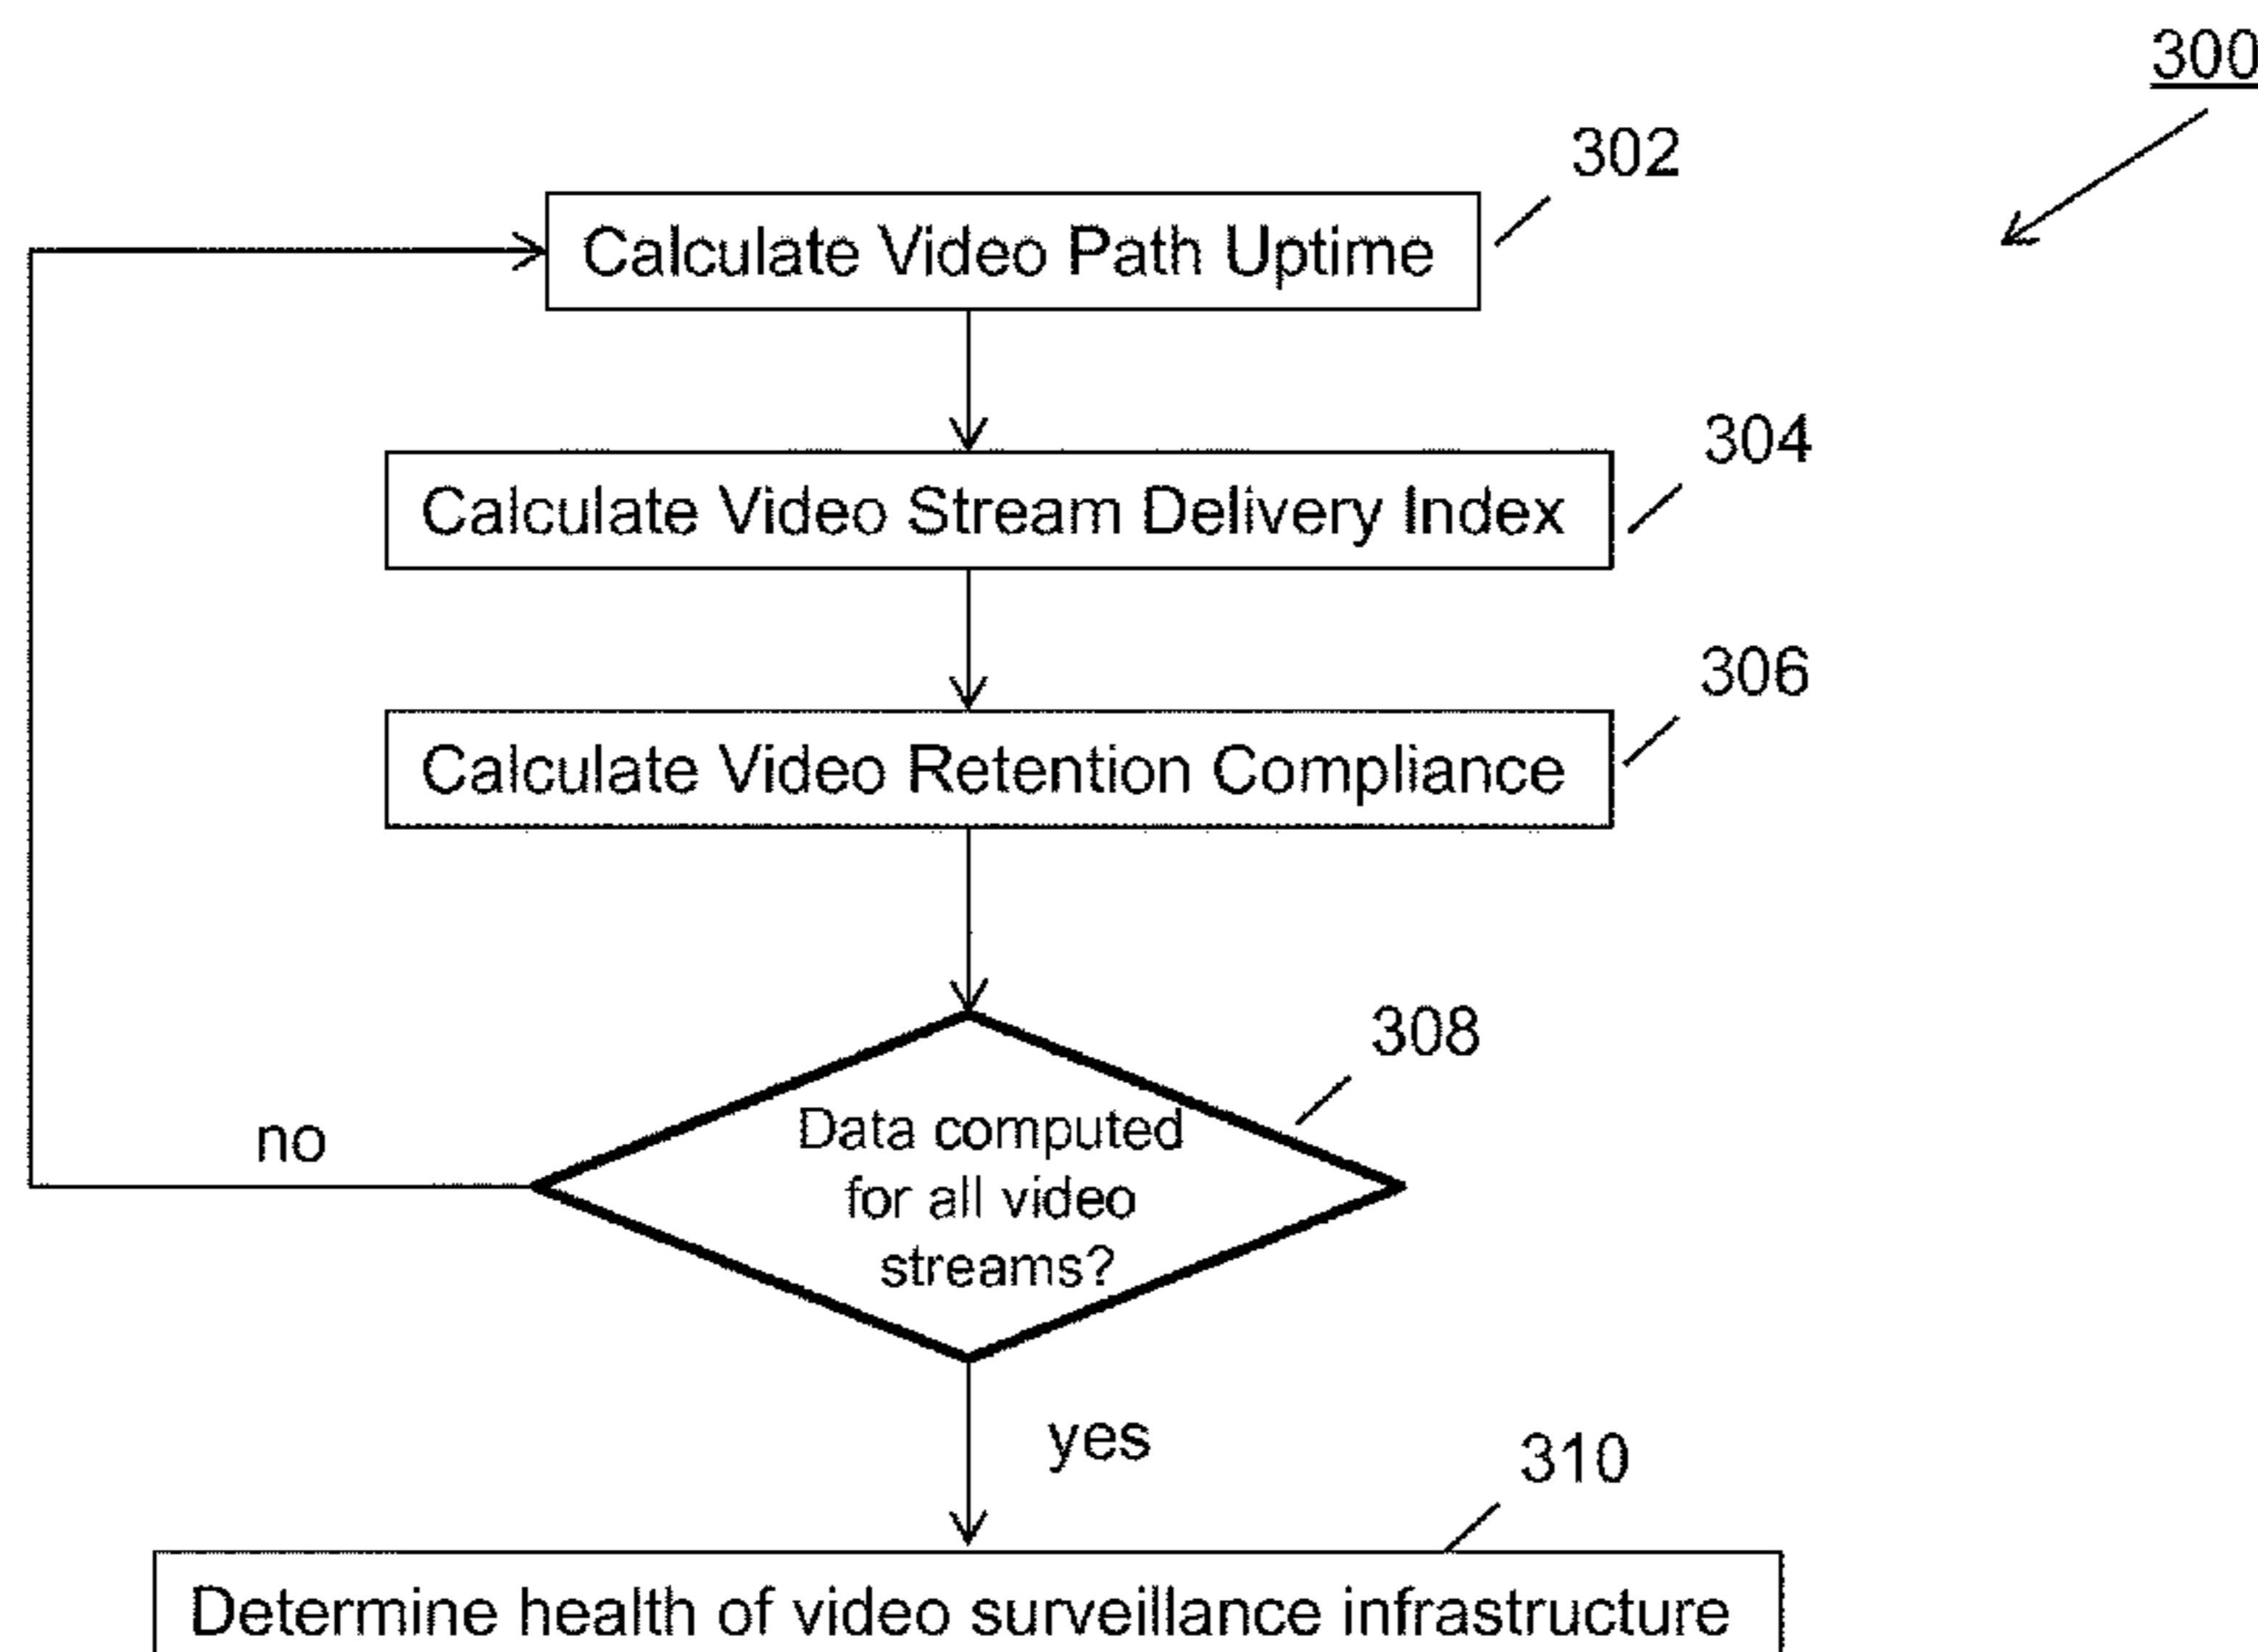 300
302
Calculate Video Path Uptime
304
Calculate Video Stream Delivery Index
306
Calculate Video Retention Compliance
308
Data computed
for all video
streams?
no
yes
310
Determine health of video surveillance infrastructure